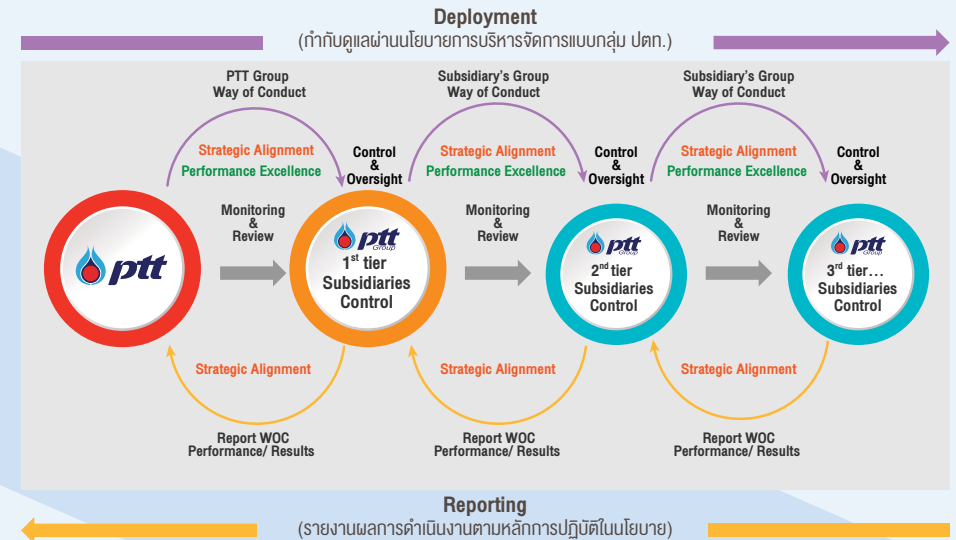 Deployment
(กำกับดูแลผ่านนโยบายการบริหารจัดการแบบกลุ่ม ปตท.)
PTT Group
Way of Conduct
Subsidiary's Group
Way of Conduct
Subsidiary's Group
Way of Conduct
Strategic Alignment
Performance Excellence
Control
&
Oversight
Strategic Alignment
Performance Excellence
Control
&
Oversight
Strategic Alignment
Performance Excellence
Control
&
Oversight
Monitoring
&
Review
Monitoring
&
Review
Monitoring
&
Review
ptt
ptt
Group
1st tier
Subsidiaries
Control
ptt
Group
2nd tier
Subsidiaries
Control
ptt
Group
3rd tier...
Subsidiaries
Control
Strategic Alignment
Strategic Alignment
Strategic Alignment
Report WOC
Performance/ Results
Report WOC
Performance/ Results
Report WOC
Performance/ Results
Reporting
(รายงานผลการดำเนินงานตามหลักการปฏิบัติในนโยบาย)